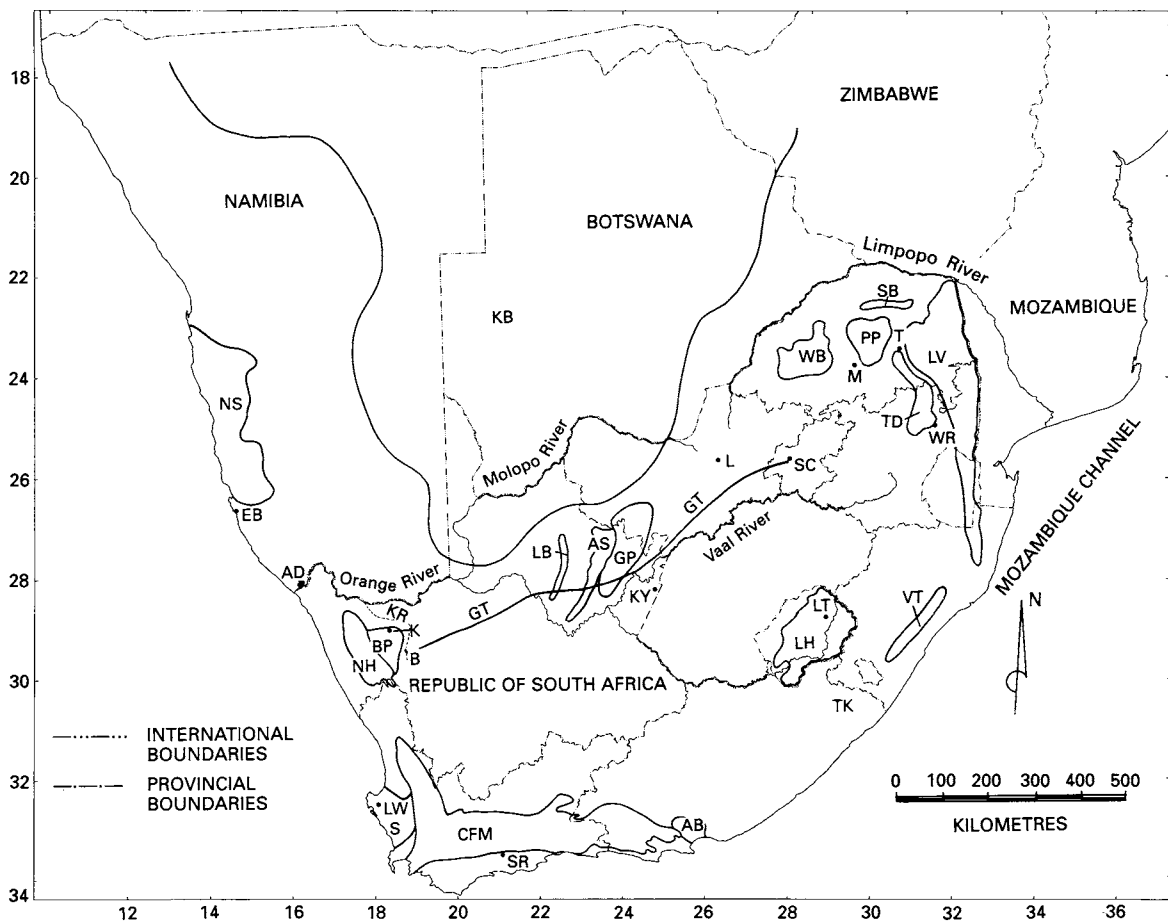 18
20
22
24
26
28
30
32
34
12
14
16
18
20
22
24
26
28
30
32
34
36
ZIMBABWE
NAMIBIA
BOTSWANA
Limpopo River
MOZAMBIQUE
KB
SB
PP
T
WB
M
LV
NS
TD
WR
MOZAMBIQUE CHANNEL
Molopo River
L
SC
GT
EB
LB
AS
GP
Vaal River
AD
Orange River
KY
KR
GT
K
BP
B
NH
LT
LH
VT
N
REPUBLIC OF SOUTH AFRICA
TK
INTERNATIONAL
BOUNDARIES
PROVINCIAL
BOUNDARIES
LW
S
CFM
AB
SR
0 100 200 300 400 500
KILOMETRES